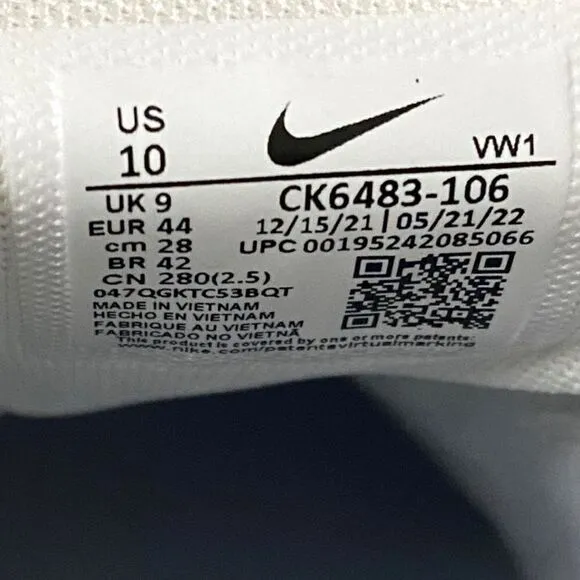 US
10
VW1
UK 9
CK6483-106
EUR 44
12/15/21 | 05/21/22
cm 28
UPC 00195242085066
BR 42
CN 280(2.5)
047QGKTC53BQT
MADE IN VIETNAM
HECHO EN VIETNAM
FABRIQUE AU VIETNAM
FABRICADO NO VIETNÃ
This product is covered by one or more patents:
www.nike.com/patentsvirtualmarking